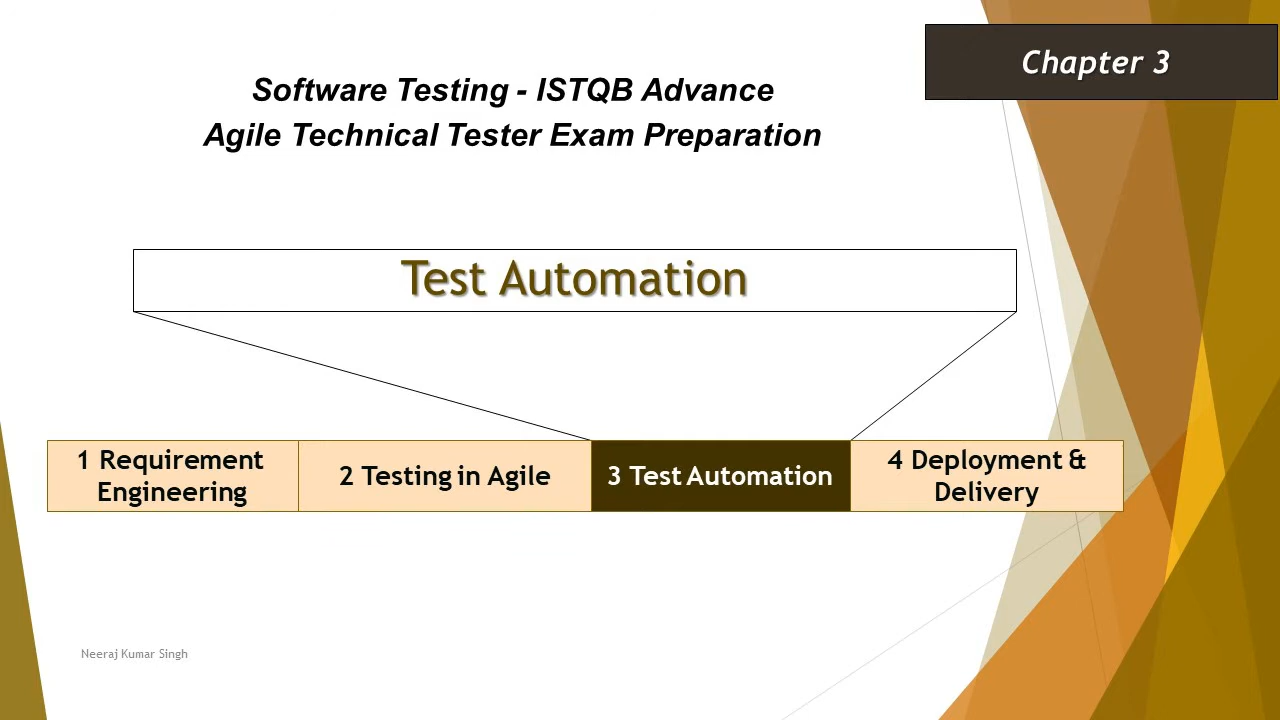 Chapter 3
Software Testing - ISTQB Advance
Agile Technical Tester Exam Preparation
Test Automation
1 Requirement
Engineering
2 Testing in Agile
3 Test Automation
4 Deployment &
Delivery
Neeraj Kumar Singh